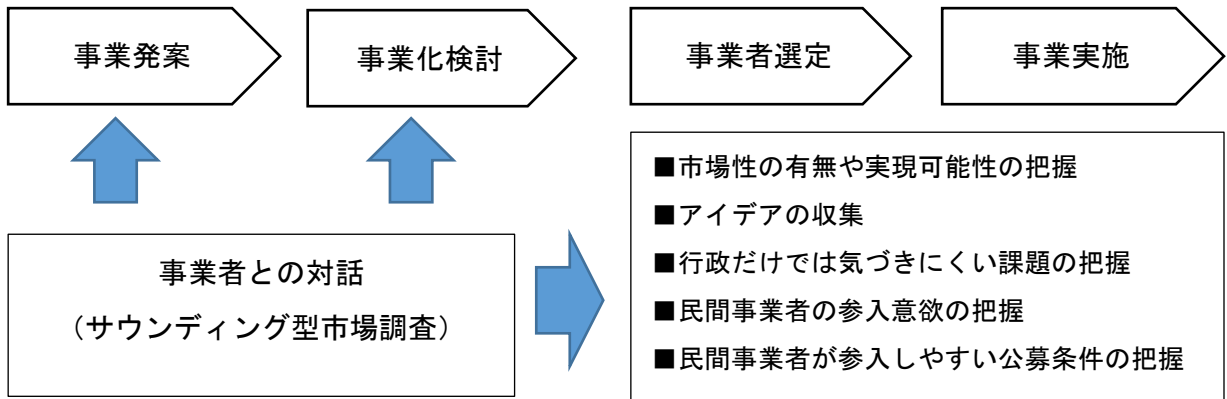 事業発案
事業化検討
事業者選定
事業実施
事業者との対話
（サウンディング型市場調査）
■市場性の有無や実現可能性の把握
■アイデアの収集
■行政だけでは気づきにくい課題の把握
■民間事業者の参入意欲の把握
■民間事業者が参入しやすい公募条件の把握